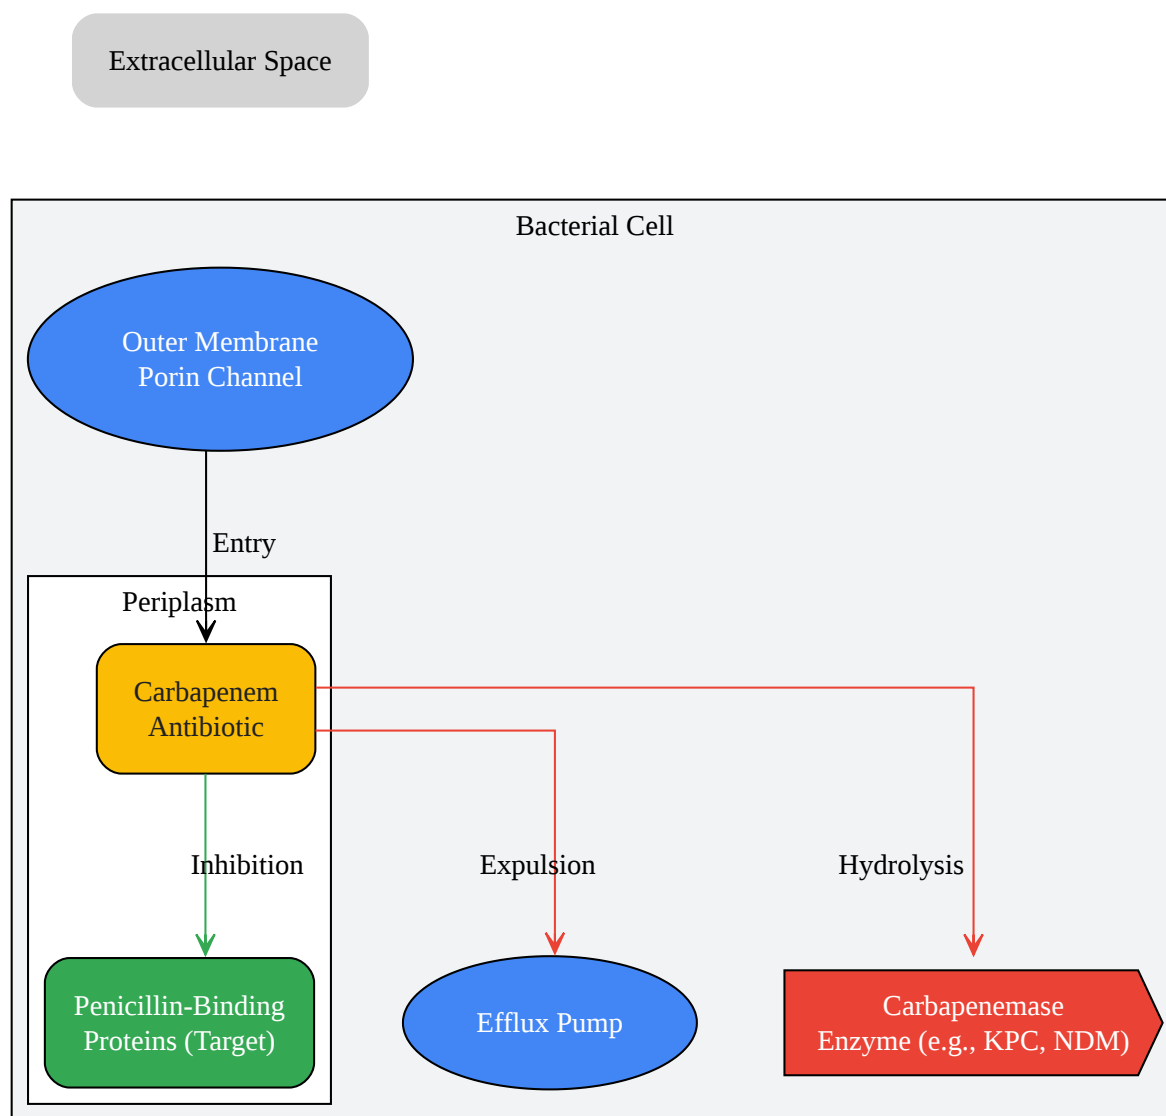 Extracellular Space
Bacterial Cell
Outer Membrane
Porin Channel
Entry
Periplasm
Carbapenem
Antibiotic
Inhibition
Expulsion
Hydrolysis
Penicillin-Binding
Proteins (Target)
Efflux Pump
Carbapenemase
Enzyme (e.g., KPC, NDM)